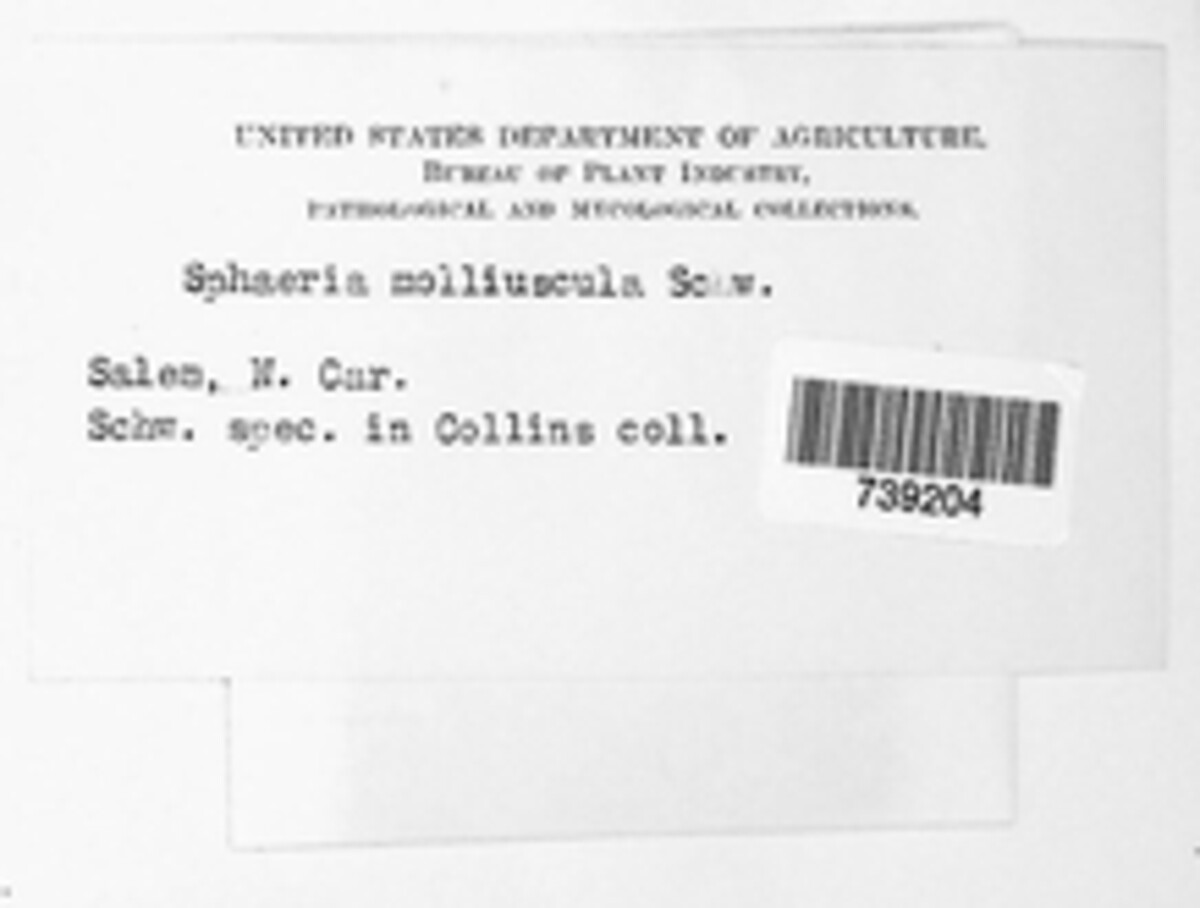 UNITED STATES DEPARTMENT OF AGRICULTURE,
BUREAU OF PLANT INDUSTRY,
PATHOLOGICAL AND MYCOLOGICAL COLLECTIONS.
Sphaeria molliuscula Schw.
Salem, N. Car.
Schw. spec. in Collins coll.
739204